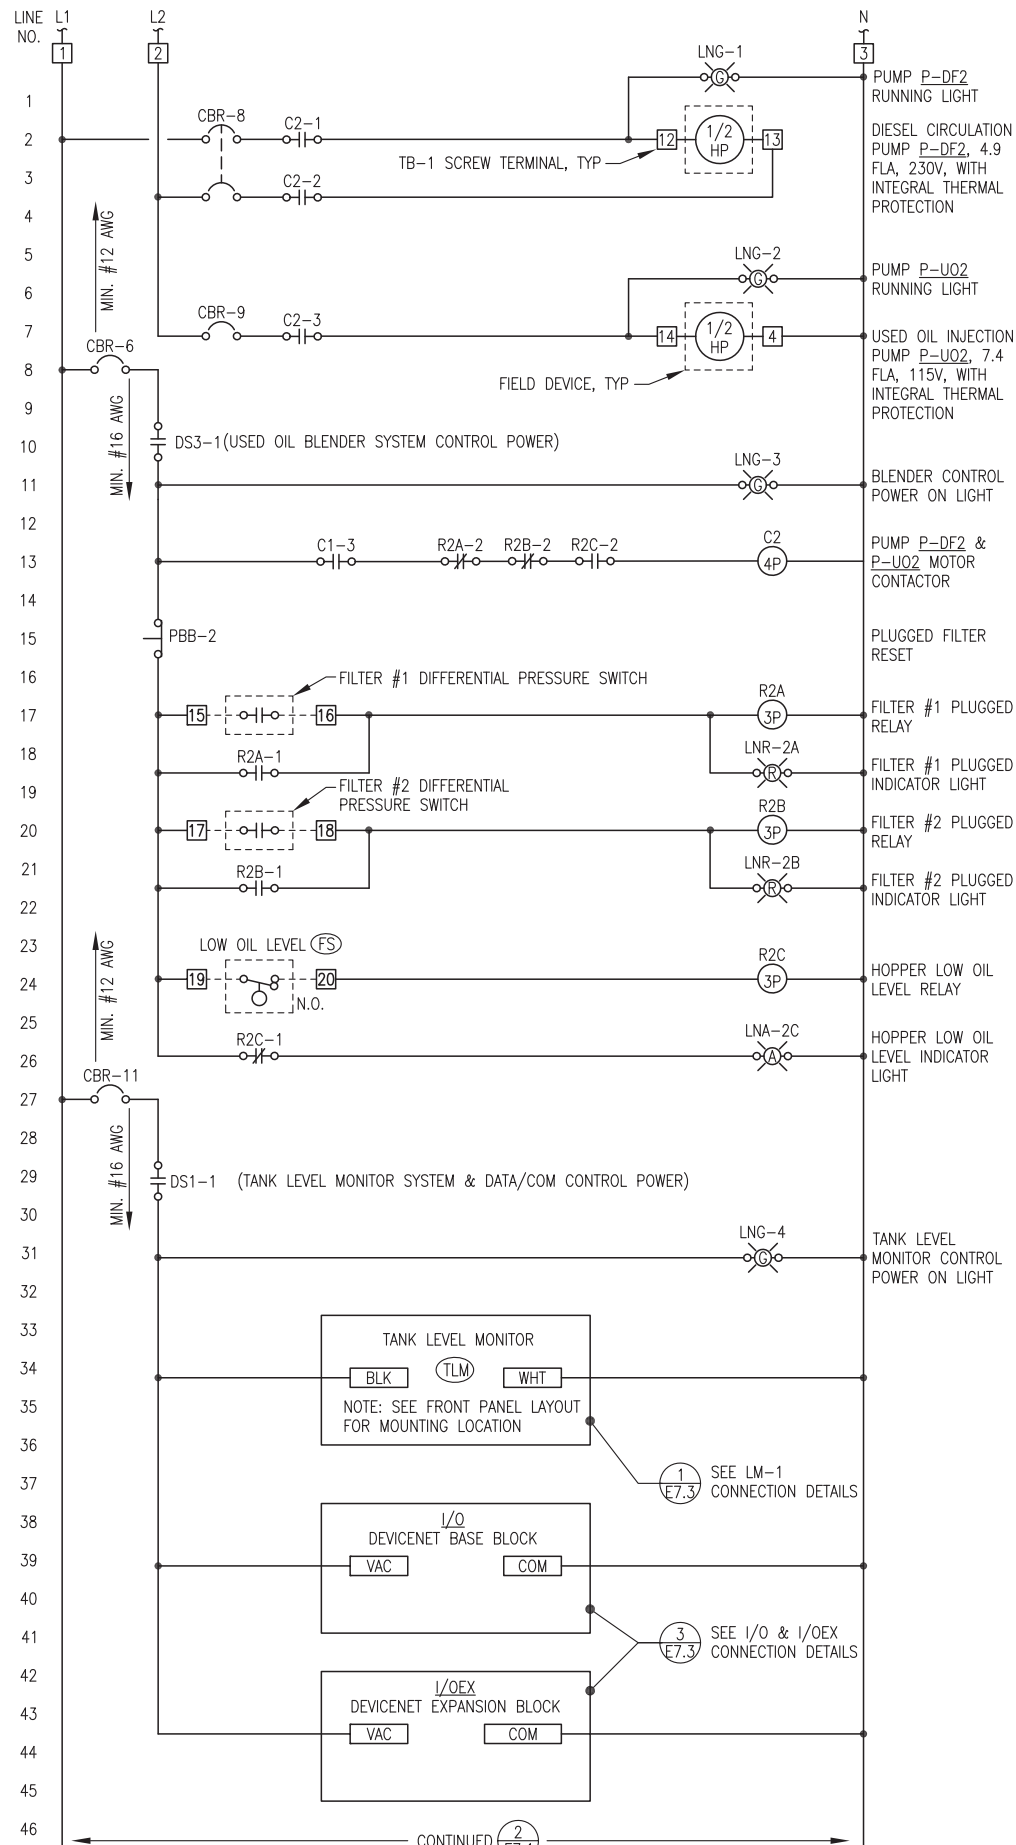 LINE NO.
L1
L2
N
1
2
3
LNG-1
G
PUMP P-DF2
RUNNING LIGHT
1
CBR-8
C2-1
2
12
1/2
HP
13
DIESEL CIRCULATION
PUMP P-DF2, 4.9
FLA, 230V, WITH
INTEGRAL THERMAL
PROTECTION
TB-1 SCREW TERMINAL, TYP
3
C2-2
4
MIN. #12 AWG
5
LNG-2
G
PUMP P-UO2
RUNNING LIGHT
6
CBR-9
C2-3
7
14
1/2
HP
4
USED OIL INJECTION
PUMP P-UO2, 7.4
FLA, 115V, WITH
INTEGRAL THERMAL
PROTECTION
CBR-6
8
FIELD DEVICE, TYP
9
MIN. #16 AWG
10
DS3-1(USED OIL BLENDER SYSTEM CONTROL POWER)
LNG-3
G
11
BLENDER CONTROL
POWER ON LIGHT
12
C1-3
R2A-2
R2B-2
R2C-2
C2
4P
13
PUMP P-DF2 &
P-UO2 MOTOR
CONTACTOR
14
15
PBB-2
PLUGGED FILTER
RESET
16
FILTER #1 DIFFERENTIAL PRESSURE SWITCH
R2A
3P
17
15
16
FILTER #1 PLUGGED
RELAY
18
R2A-1
LNR-2A
R
FILTER #1 PLUGGED
INDICATOR LIGHT
19
FILTER #2 DIFFERENTIAL
PRESSURE SWITCH
R2B
3P
20
17
18
FILTER #2 PLUGGED
RELAY
21
R2B-1
LNR-2B
R
FILTER #2 PLUGGED
INDICATOR LIGHT
22
23
LOW OIL LEVEL FS
MIN. #12 AWG
R2C
3P
24
19
20
N.O.
HOPPER LOW OIL
LEVEL RELAY
25
R2C-1
LNA-2C
A
26
HOPPER LOW OIL
LEVEL INDICATOR
LIGHT
CBR-11
27
28
MIN. #16 AWG
29
DS1-1 (TANK LEVEL MONITOR SYSTEM & DATA/COM CONTROL POWER)
30
LNG-4
G
31
TANK LEVEL
MONITOR CONTROL
POWER ON LIGHT
32
33
TANK LEVEL MONITOR
34
BLK
TLM
WHT
35
NOTE: SEE FRONT PANEL LAYOUT
FOR MOUNTING LOCATION
36
37
1
E7.3
SEE LM-1
CONNECTION DETAILS
38
I/O
DEVICENET BASE BLOCK
39
VAC
COM
40
41
3
E7.3
SEE I/O & I/OEX
CONNECTION DETAILS
42
I/OEX
DEVICENET EXPANSION BLOCK
43
VAC
COM
44
45
46
CONTINUED
2